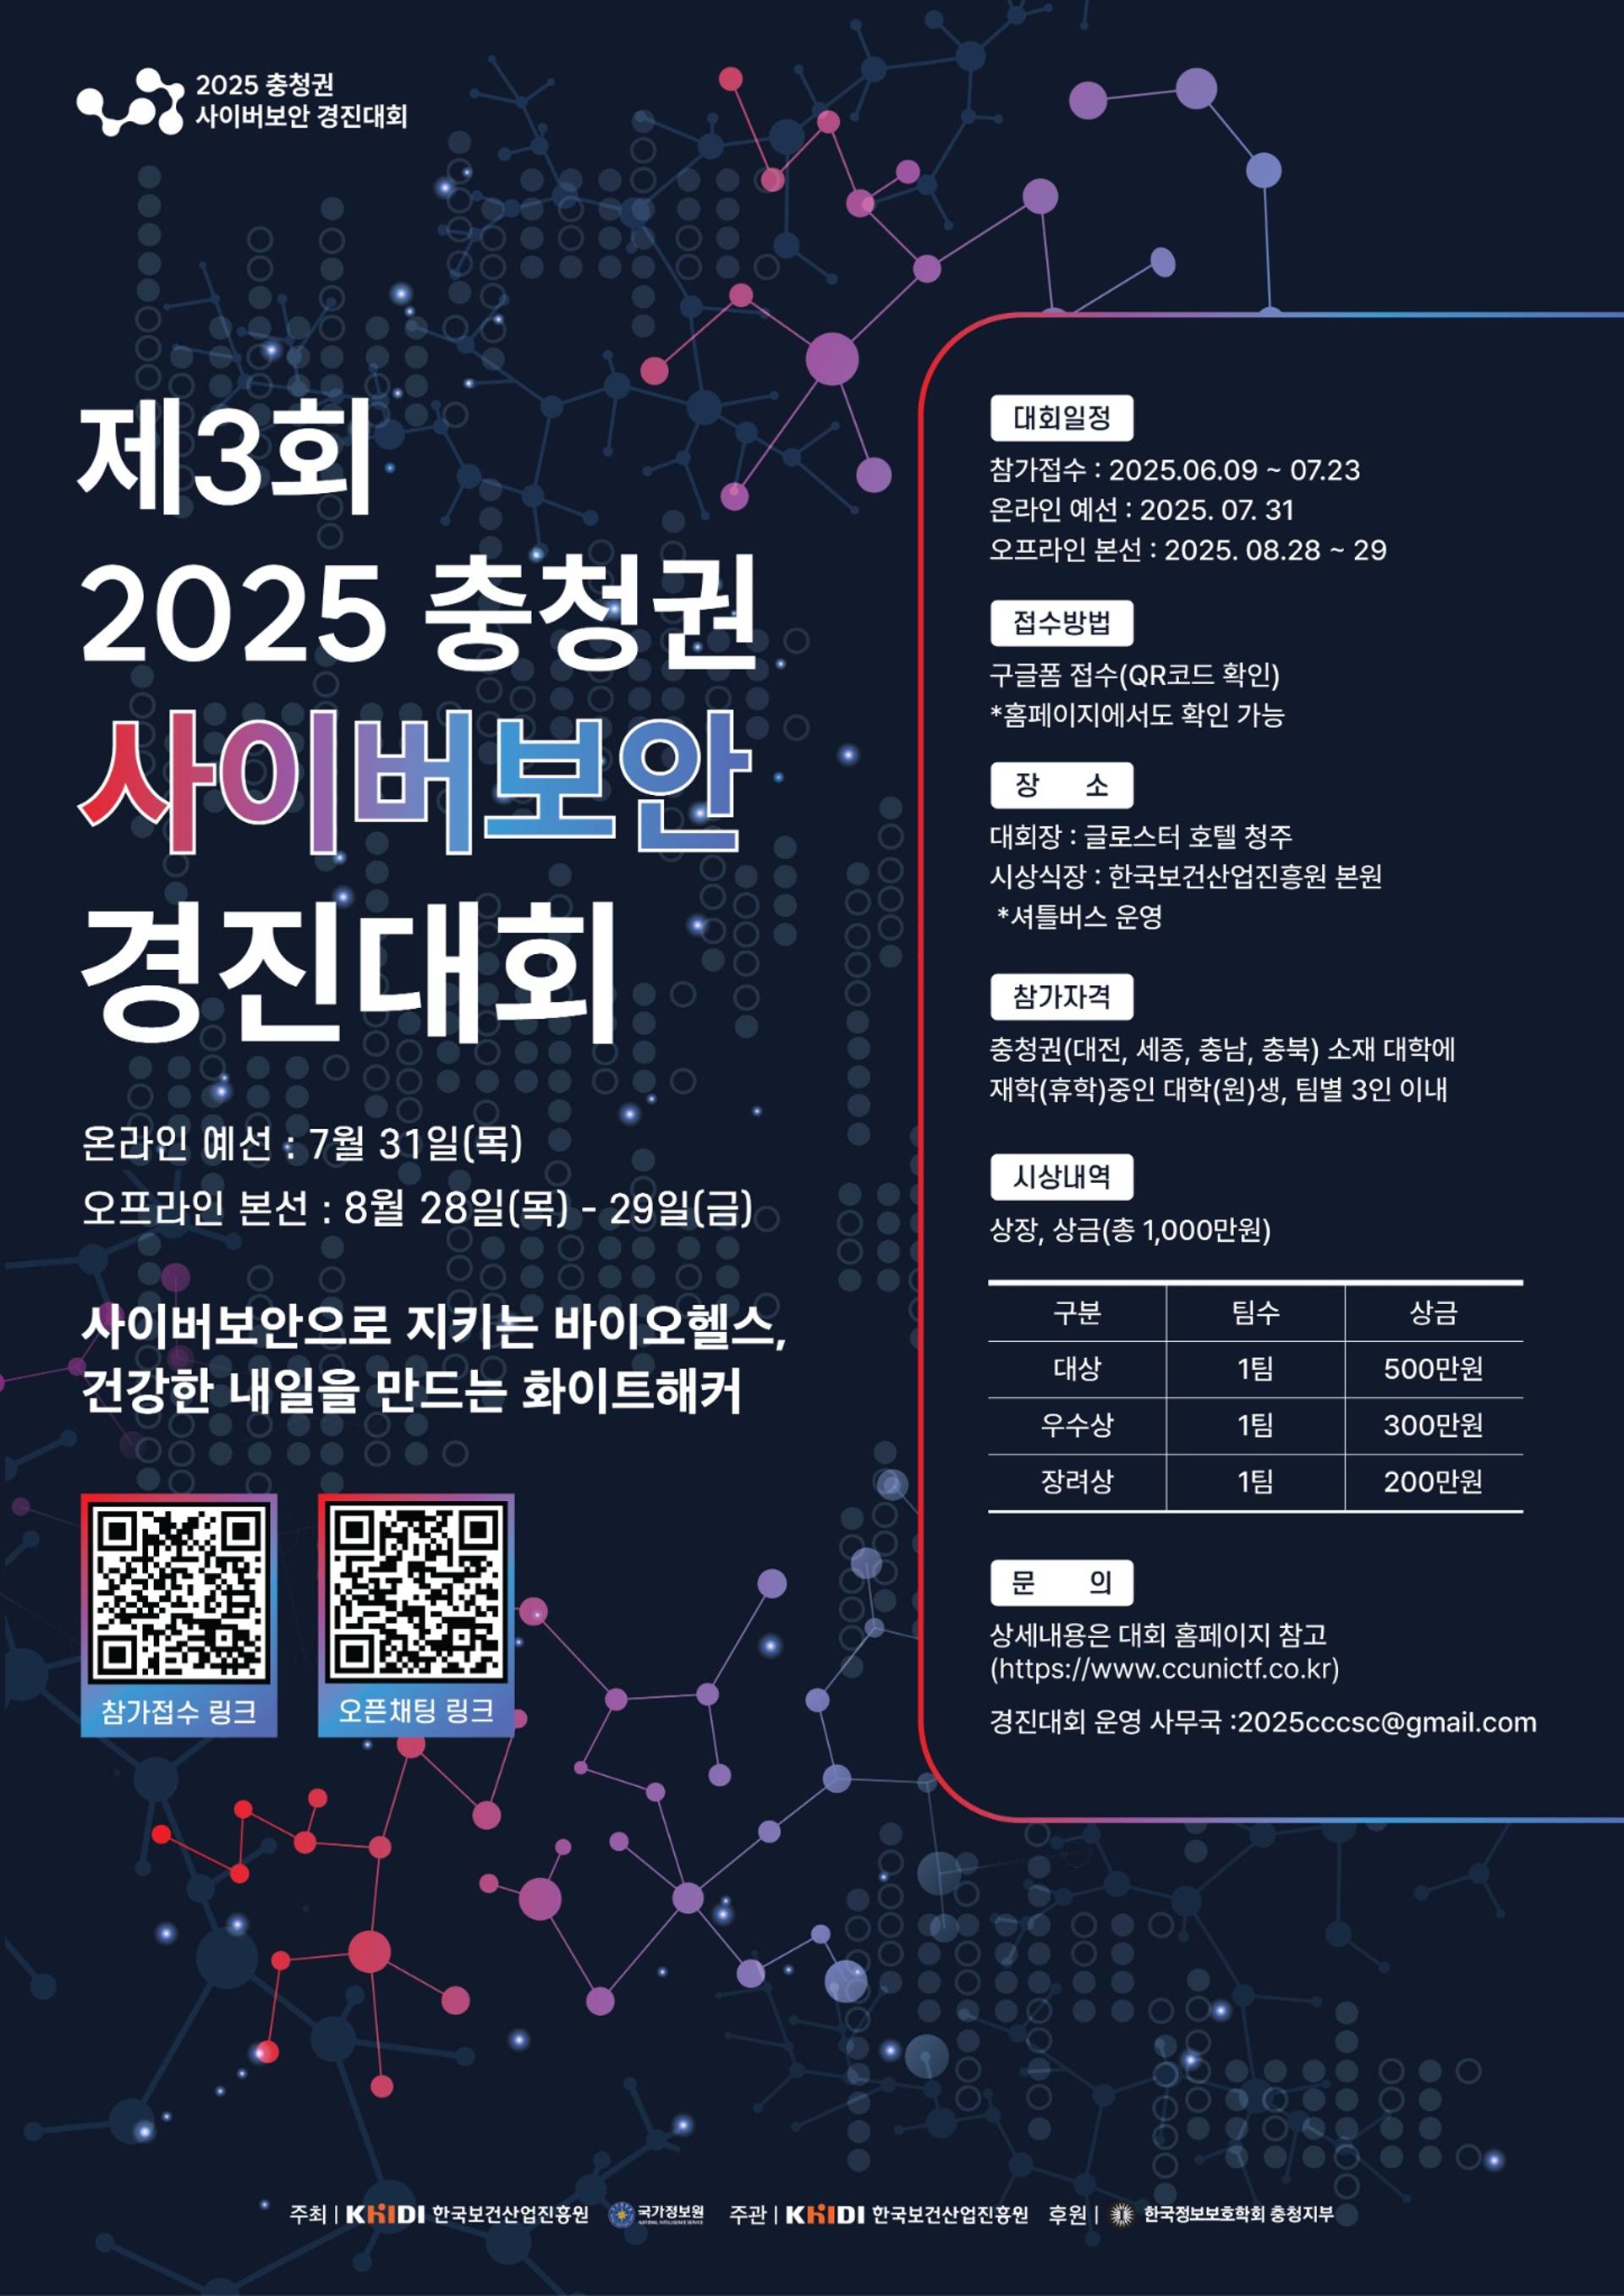 2025 충청권
사이버보안 경진대회
제3회
2025 충청권
사이버보안
경진대회
온라인 예선 : 7월 31일(목)
오프라인 본선 : 8월 28일(목) - 29일(금)
사이버보안으로 지키는 바이오헬스,
건강한 내일을 만드는 화이트해커
참가접수 링크
오픈채팅 링크
대회일정
참가접수 : 2025.06.09 ~ 07.23
온라인 예선 : 2025. 07. 31
오프라인 본선 : 2025. 08.28 ~ 29
접수방법
구글폼 접수(QR코드 확인)
*홈페이지에서도 확인 가능
장 소
대회장 : 글로스터 호텔 청주
시상식장 : 한국보건산업진흥원 본원
*셔틀버스 운영
참가자격
충청권(대전, 세종, 충남, 충북) 소재 대학에
재학(휴학)중인 대학(원)생, 팀별 3인 이내
시상내역
상장, 상금(총 1,000만원)
구분 팀수 상금
대상 1팀 500만원
우수상 1팀 300만원
장려상 1팀 200만원
문 의
상세내용은 대회 홈페이지 참고
(https://www.ccunictf.co.kr)
경진대회 운영 사무국 :2025cccsc@gmail.com
주최 | KHIDI 한국보건산업진흥원 국가정보원 주관 | KHIDI 한국보건산업진흥원 후원 | 한국정보보호학회 충청지부